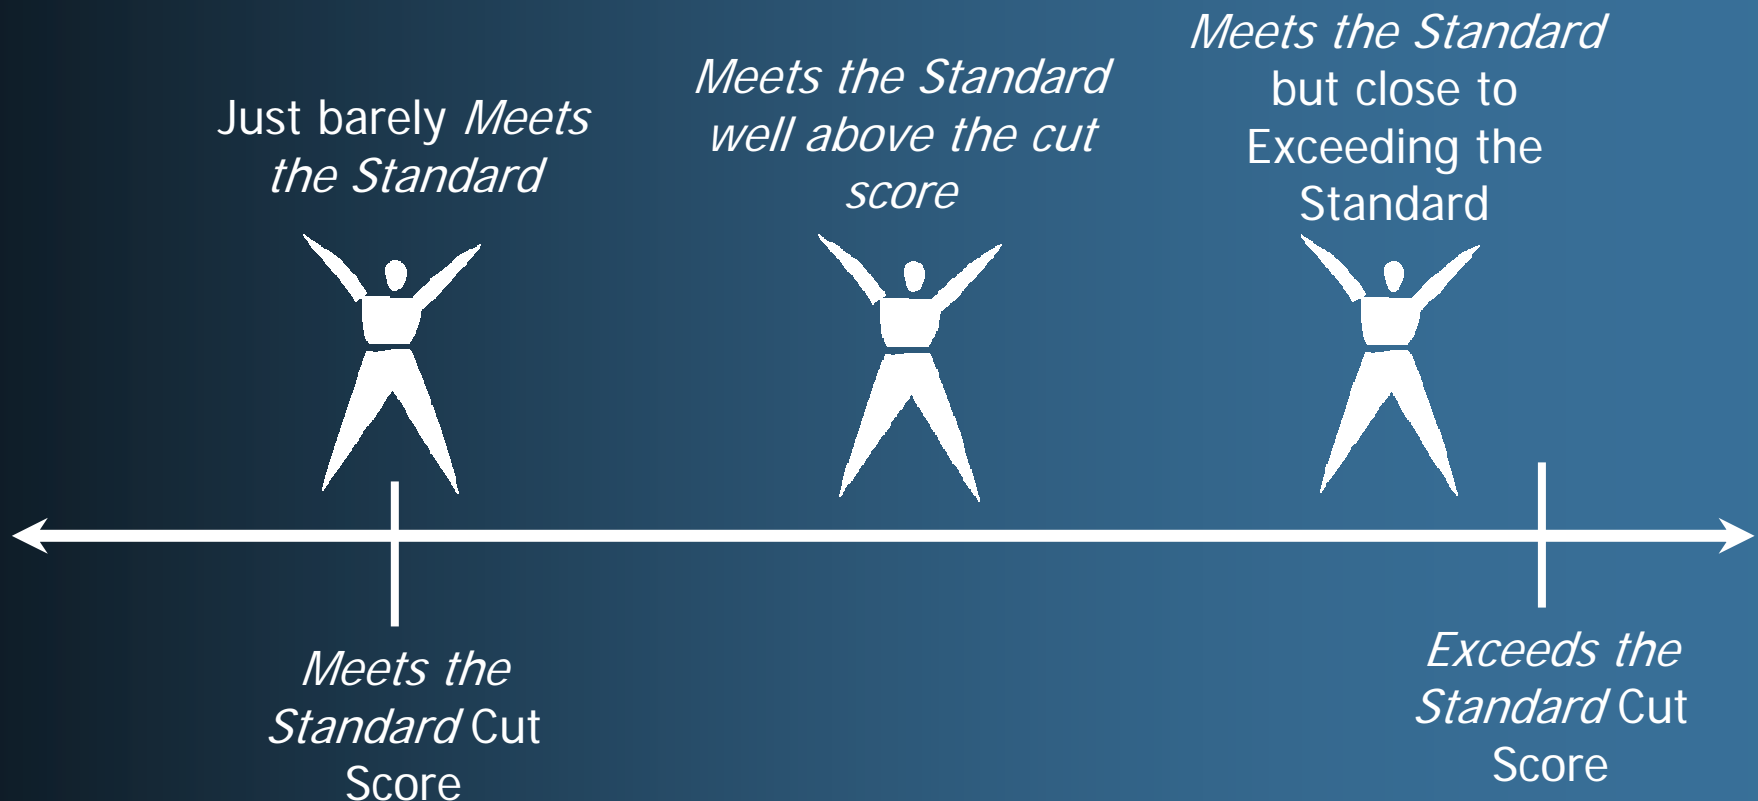 Just barely Meets
the Standard
Meets the Standard
well above the cut
score
Meets the Standard
but close to
Exceeding the
Standard
Meets the
Standard Cut
Score
Exceeds the
Standard Cut
Score